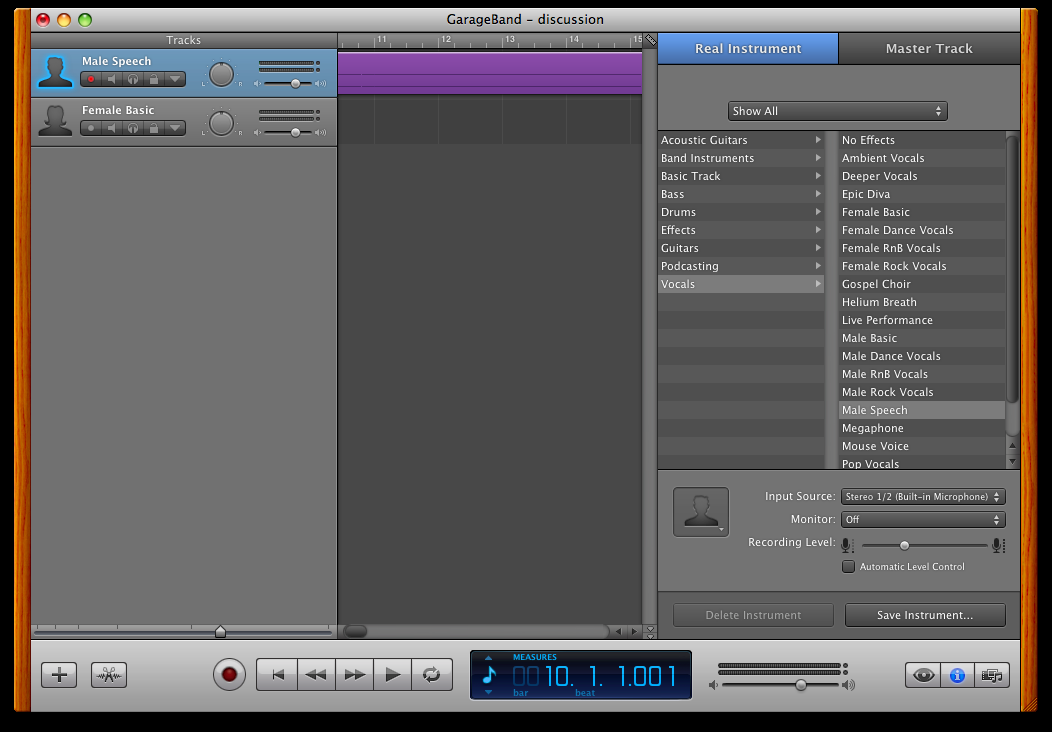 GarageBand – discussion
Tracks
11 12 13 14 15
Real Instrument
Master Track
Male Speech
L R
Female Basic
L R
Show All
Acoustic Guitars
Band Instruments
Basic Track
Bass
Drums
Effects
Guitars
Podcasting
Vocals
No Effects
Ambient Vocals
Deeper Vocals
Epic Diva
Female Basic
Female Dance Vocals
Female RnB Vocals
Female Rock Vocals
Gospel Choir
Helium Breath
Live Performance
Male Basic
Male Dance Vocals
Male RnB Vocals
Male Rock Vocals
Male Speech
Megaphone
Mouse Voice
Pop Vocals
Input Source: Stereo 1/2 (Built-in Microphone)
Monitor: Off
Recording Level:
Automatic Level Control
Delete Instrument
Save Instrument...
MEASURES
10. 1. 1.001
bar beat